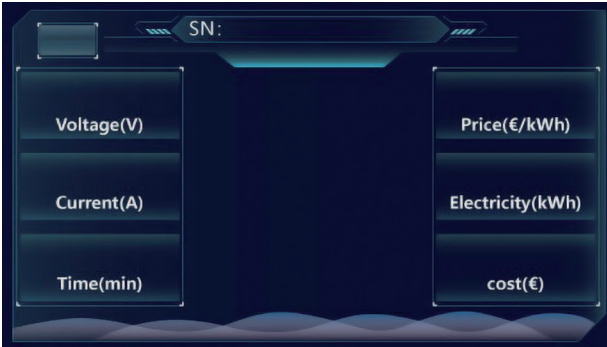 SN:
Voltage(V)
Price(€/kWh)
Current(A)
Electricity(kWh)
Time(min)
cost(€)